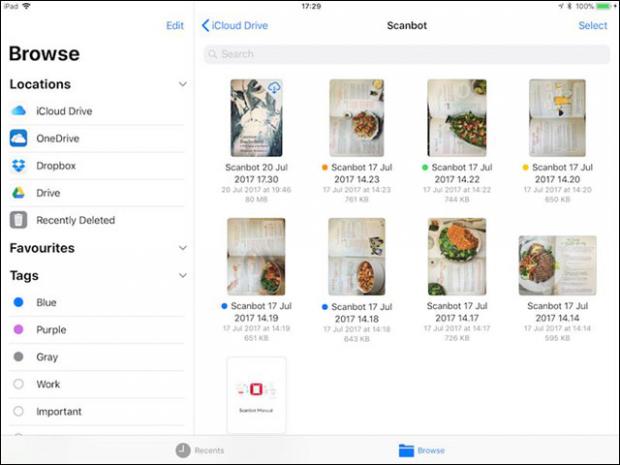 iPad
17:29
100%
Edit
Browse
Locations
iCloud Drive
OneDrive
Dropbox
Drive
Recently Deleted
Favourites
Tags
Blue
Purple
Gray
Work
Important
iCloud Drive
Scanbot
Select
Search
Scanbot 20 Jul
2017 17.30
20 Jul 2017 at 19:46
80 MB
Scanbot 17 Jul
2017 14.23
17 Jul 2017 at 14:23
761 KB
Scanbot 17 Jul
2017 14.22
17 Jul 2017 at 14:22
744 KB
Scanbot 17 Jul
2017 14.20
17 Jul 2017 at 14:20
650 KB
Scanbot 17 Jul
2017 14.19
17 Jul 2017 at 14:19
651 KB
Scanbot 17 Jul
2017 14.18
17 Jul 2017 at 14:18
643 KB
Scanbot 17 Jul
2017 14.17
17 Jul 2017 at 14:17
726 KB
Scanbot 17 Jul
2017 14.14
17 Jul 2017 at 14:14
595 KB
Scanbot Manual
Recents
Browse